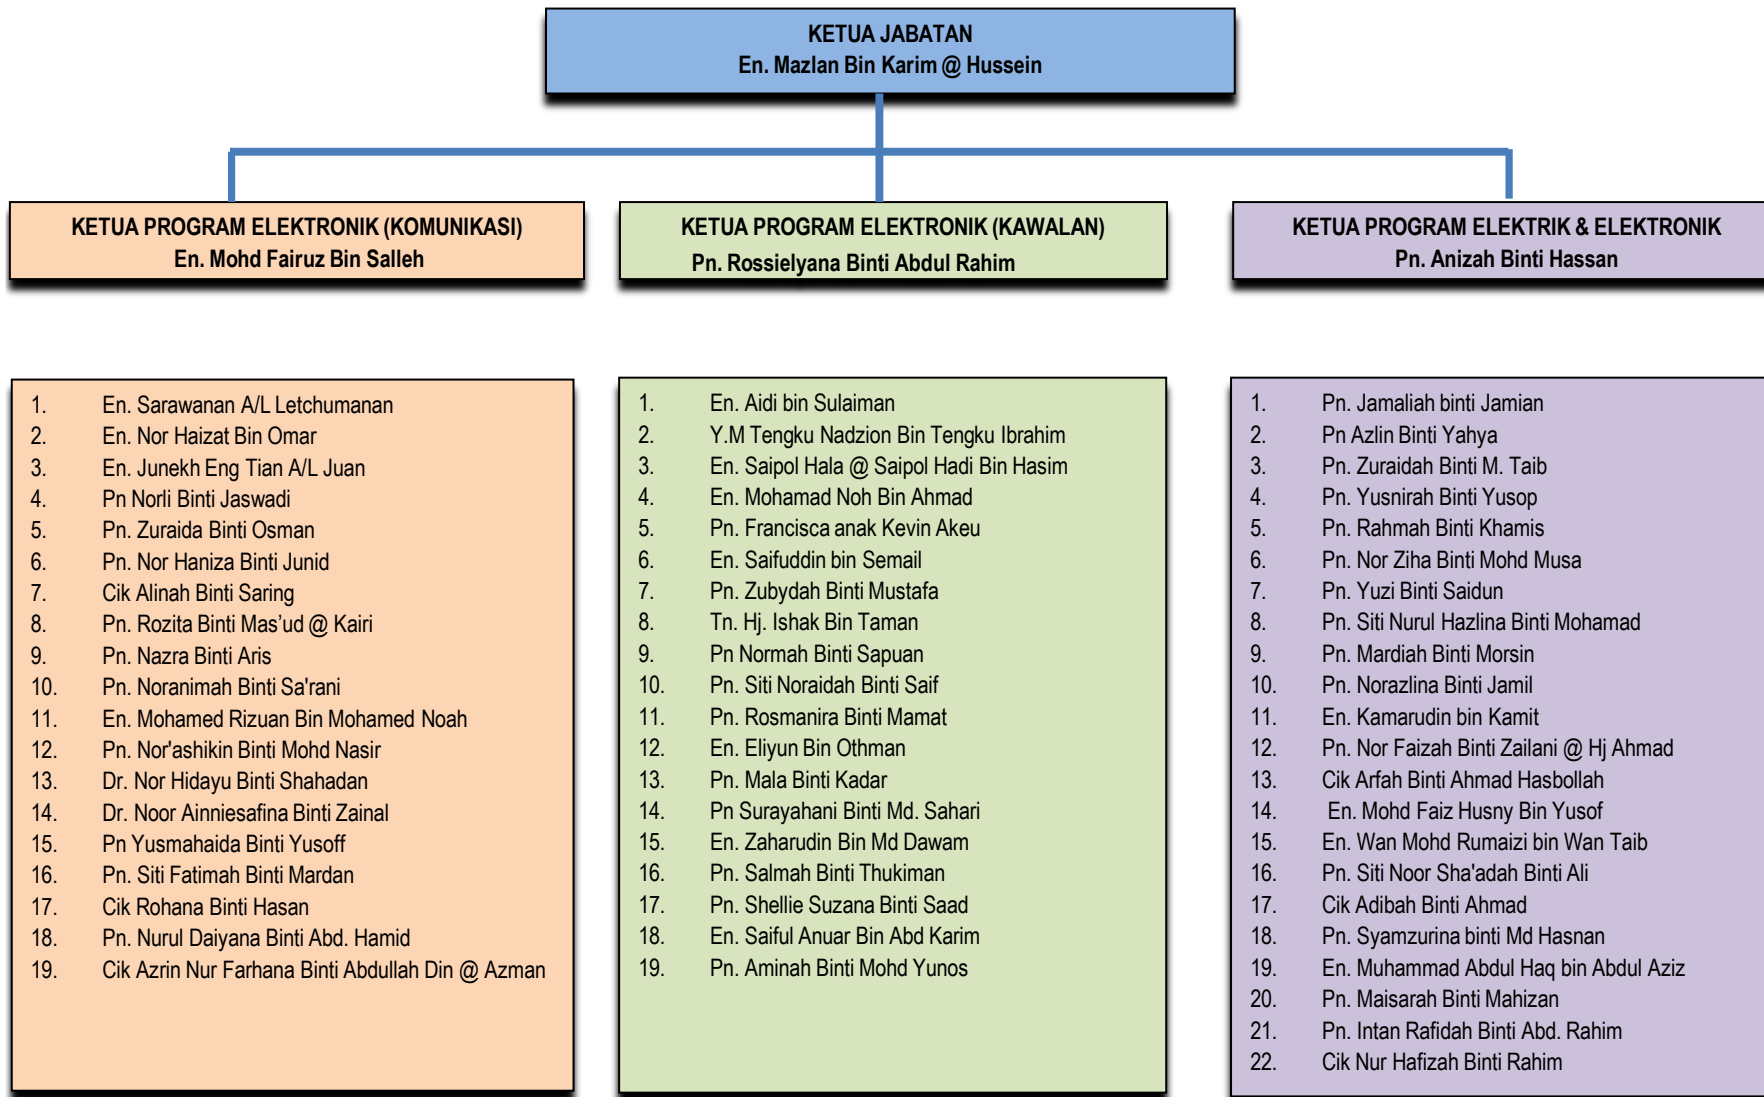 KETUA JABATAN
En. Mazlan Bin Karim @ Hussein
KETUA PROGRAM ELEKTRONIK (KOMUNIKASI)
En. Mohd Fairuz Bin Salleh
KETUA PROGRAM ELEKTRONIK (KAWALAN)
Pn. Rossielyana Binti Abdul Rahim
KETUA PROGRAM ELEKTRIK & ELEKTRONIK
Pn. Anizah Binti Hassan
1. En. Sarawanan A/L Letchumanan
2. En. Nor Haizat Bin Omar
3. En. Junekh Eng Tian A/L Juan
4. Pn Norli Binti Jaswadi
5. Pn. Zuraida Binti Osman
6. Pn. Nor Haniza Binti Junid
7. Cik Alinah Binti Saring
8. Pn. Rozita Binti Mas’ud @ Kairi
9. Pn. Nazra Binti Aris
10. Pn. Noranimah Binti Sa'rani
11. En. Mohamed Rizuan Bin Mohamed Noah
12. Pn. Nor'ashikin Binti Mohd Nasir
13. Dr. Nor Hidayu Binti Shahadan
14. Dr. Noor Ainniesafina Binti Zainal
15. Pn Yusmahaida Binti Yusoff
16. Pn. Siti Fatimah Binti Mardan
17. Cik Rohana Binti Hasan
18. Pn. Nurul Daiyana Binti Abd. Hamid
19. Cik Azrin Nur Farhana Binti Abdullah Din @ Azman
1. En. Aidi bin Sulaiman
2. Y.M Tengku Nadzion Bin Tengku Ibrahim
3. En. Saipol Hala @ Saipol Hadi Bin Hasim
4. En. Mohamad Noh Bin Ahmad
5. Pn. Francisca anak Kevin Akeu
6. En. Saifuddin bin Semail
7. Pn. Zubydah Binti Mustafa
8. Tn. Hj. Ishak Bin Taman
9. Pn Normah Binti Sapuan
10. Pn. Siti Noraidah Binti Saif
11. Pn. Rosmanira Binti Mamat
12. En. Eliyun Bin Othman
13. Pn. Mala Binti Kadar
14. Pn Surayahani Binti Md. Sahari
15. En. Zaharudin Bin Md Dawam
16. Pn. Salmah Binti Thukiman
17. Pn. Shellie Suzana Binti Saad
18. En. Saiful Anuar Bin Abd Karim
19. Pn. Aminah Binti Mohd Yunos
1. Pn. Jamaliah binti Jamian
2. Pn Azlin Binti Yahya
3. Pn. Zuraidah Binti M. Taib
4. Pn. Yusnirah Binti Yusop
5. Pn. Rahmah Binti Khamis
6. Pn. Nor Ziha Binti Mohd Musa
7. Pn. Yuzi Binti Saidun
8. Pn. Siti Nurul Hazlina Binti Mohamad
9. Pn. Mardiah Binti Morsin
10. Pn. Norazlina Binti Jamil
11. En. Kamarudin bin Kamit
12. Pn. Nor Faizah Binti Zailani @ Hj Ahmad
13. Cik Arfah Binti Ahmad Hasbollah
14. En. Mohd Faiz Husny Bin Yusof
15. En. Wan Mohd Rumaizi bin Wan Taib
16. Pn. Siti Noor Sha'adah Binti Ali
17. Cik Adibah Binti Ahmad
18. Pn. Syamzurina binti Md Hasnan
19. En. Muhammad Abdul Haq bin Abdul Aziz
20. Pn. Maisarah Binti Mahizan
21. Pn. Intan Rafidah Binti Abd. Rahim
22. Cik Nur Hafizah Binti Rahim